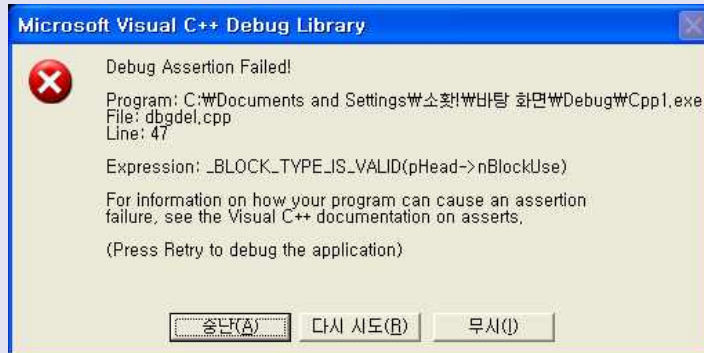 Microsoft Visual C++ Debug Library
Debug Assertion Failed!
Program: C:₩Documents and Settings₩소홧!₩바탕 화면₩Debug₩Cpp1.exe
File: dbgdel.cpp
Line: 47
Expression: _BLOCK_TYPE_IS_VALID(pHead->nBlockUse)
For information on how your program can cause an assertion
failure, see the Visual C++ documentation on asserts.
(Press Retry to debug the application)
중단(A) 다시 시도(R) 무시(I)